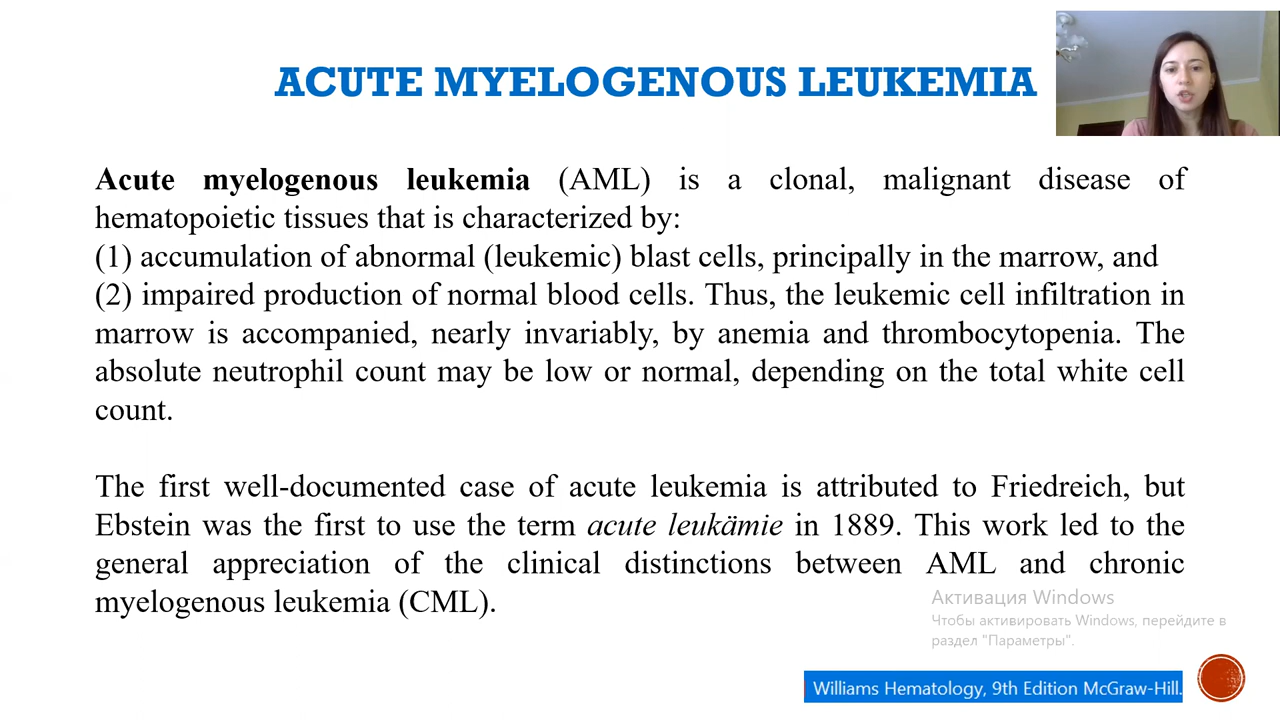 ACUTE MYELOGENOUS LEUKEMIA
Acute myelogenous leukemia (AML) is a clonal, malignant disease of
hematopoietic tissues that is characterized by:
(1) accumulation of abnormal (leukemic) blast cells, principally in the marrow, and
(2) impaired production of normal blood cells. Thus, the leukemic cell infiltration in
marrow is accompanied, nearly invariably, by anemia and thrombocytopenia. The
absolute neutrophil count may be low or normal, depending on the total white cell
count.
The first well-documented case of acute leukemia is attributed to Friedreich, but
Ebstein was the first to use the term acute leukämie in 1889. This work led to the
general appreciation of the clinical distinctions between AML and chronic
myelogenous leukemia (CML).
Активация Windows
Чтобы активировать Windows, перейдите в
раздел "Параметры".
Williams Hematology, 9th Edition McGraw-Hill.